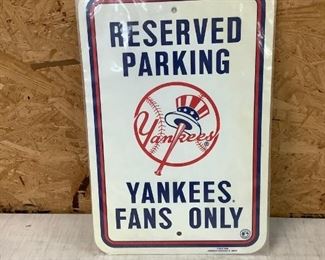 RESERVED
PARKING
Yankees ®
YANKEES®
FANS ONLY